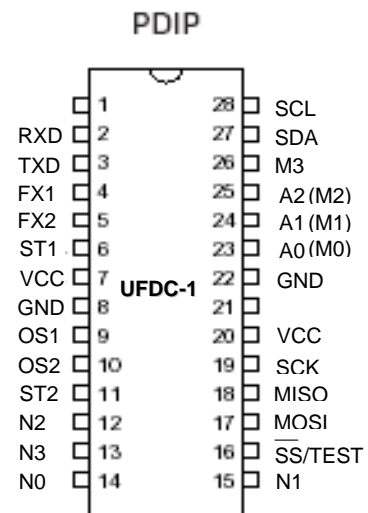 PDIP
1 28 SCL
RXD 2 27 SDA
TXD 3 26 M3
FX1 4 25 A2 (M2)
FX2 5 24 A1 (M1)
ST1 6 23 A0 (M0)
VCC 7 22 GND
UFDC-1
GND 8 21
OS1 9 20 VCC
OS2 10 19 SCK
ST2 11 18 MISO
N2 12 17 MOSI
N3 13 16 S̅S̅/TEST
N0 14 15 N1